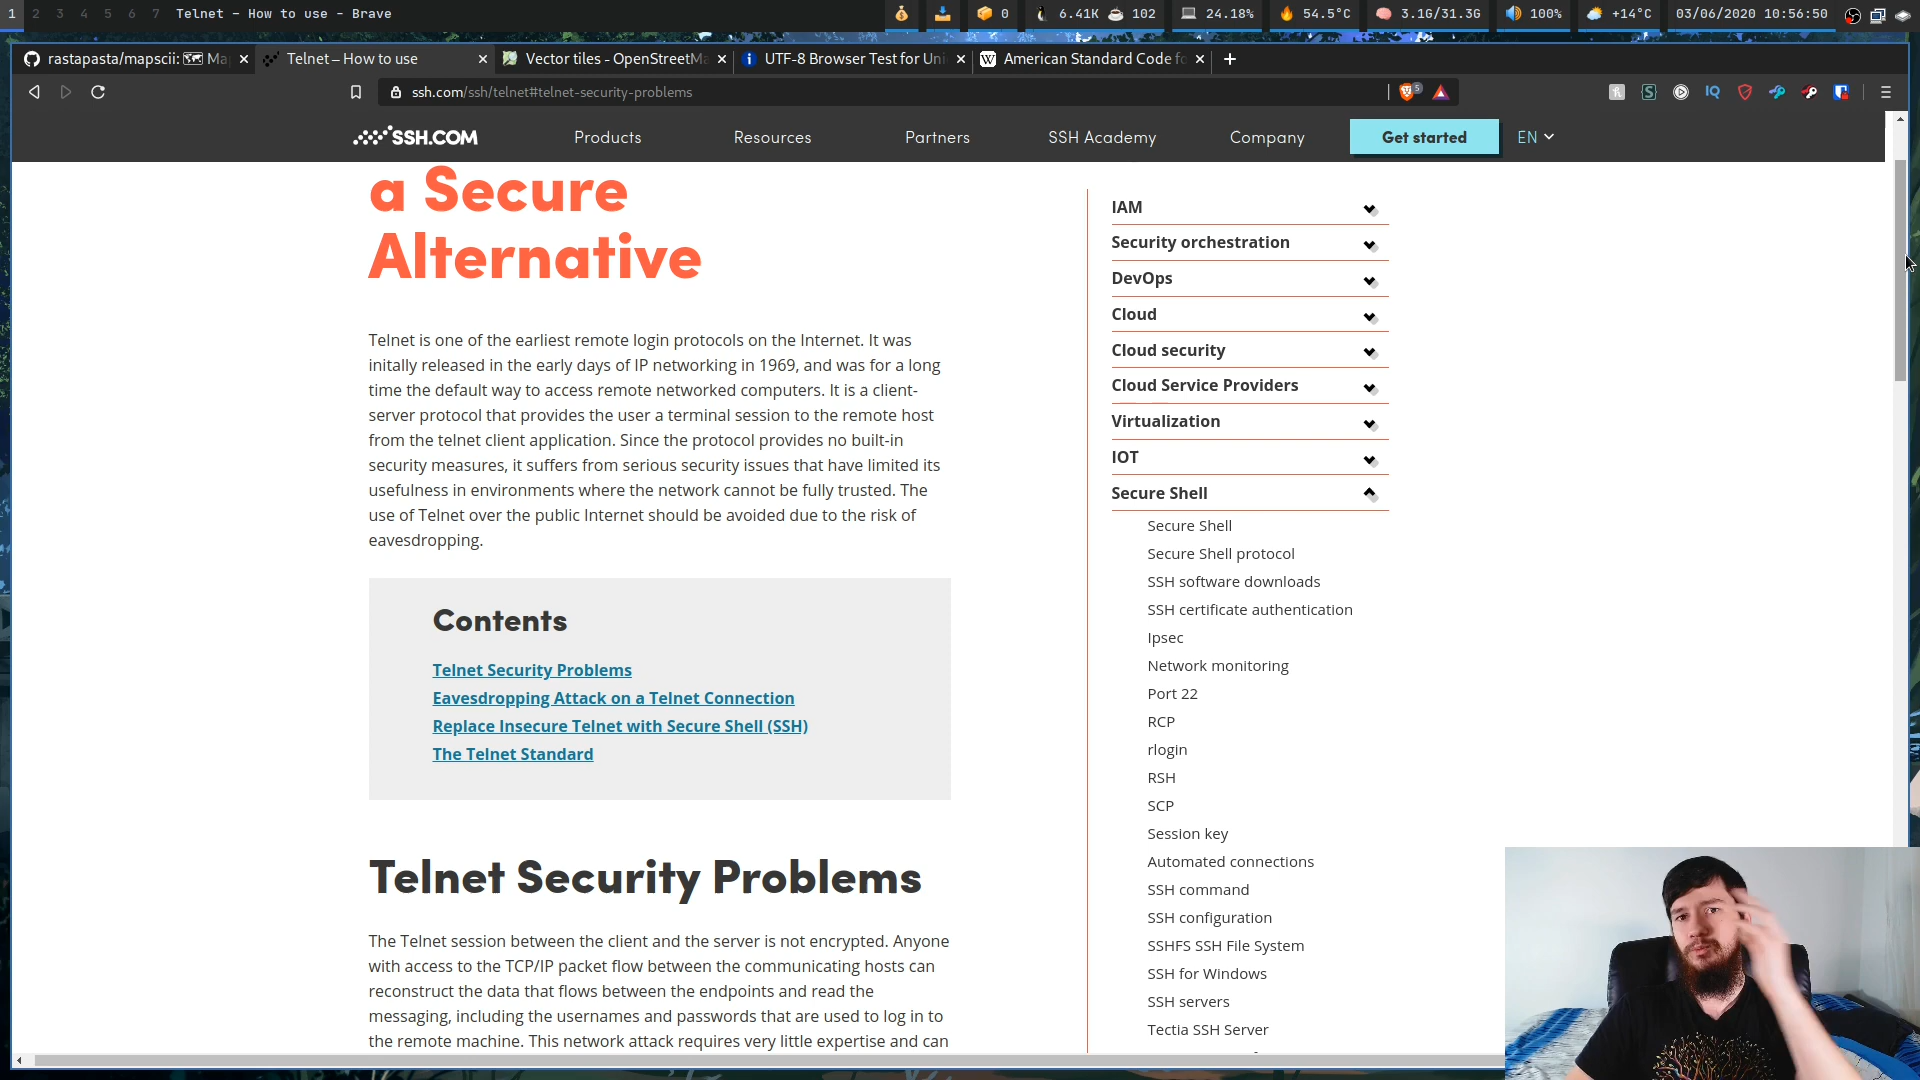 1 2 3 4 5 6 7 Telnet – How to use - Brave
0 6.41K 102 24.18% 54.5°C 3.1G/31.3G 100% +14°C 03/06/2020 10:56:50
rastapasta/mapscii: Ma
Telnet – How to use
Vector tiles - OpenStreetMa
UTF-8 Browser Test for Uni
American Standard Code fo
ssh.com/ssh/telnet#telnet-security-problems
5
IQ
SSH.COM
Products
Resources
Partners
SSH Academy
Company
Get started
EN
a Secure
Alternative
Telnet is one of the earliest remote login protocols on the Internet. It was
initally released in the early days of IP networking in 1969, and was for a long
time the default way to access remote networked computers. It is a client-
server protocol that provides the user a terminal session to the remote host
from the telnet client application. Since the protocol provides no built-in
security measures, it suffers from serious security issues that have limited its
usefulness in environments where the network cannot be fully trusted. The
use of Telnet over the public Internet should be avoided due to the risk of
eavesdropping.
Contents
Telnet Security Problems
Eavesdropping Attack on a Telnet Connection
Replace Insecure Telnet with Secure Shell (SSH)
The Telnet Standard
Telnet Security Problems
The Telnet session between the client and the server is not encrypted. Anyone
with access to the TCP/IP packet flow between the communicating hosts can
reconstruct the data that flows between the endpoints and read the
messaging, including the usernames and passwords that are used to log in to
the remote machine. This network attack requires very little expertise and can
IAM
Security orchestration
DevOps
Cloud
Cloud security
Cloud Service Providers
Virtualization
IOT
Secure Shell
Secure Shell
Secure Shell protocol
SSH software downloads
SSH certificate authentication
Ipsec
Network monitoring
Port 22
RCP
rlogin
RSH
SCP
Session key
Automated connections
SSH command
SSH configuration
SSHFS SSH File System
SSH for Windows
SSH servers
Tectia SSH Server